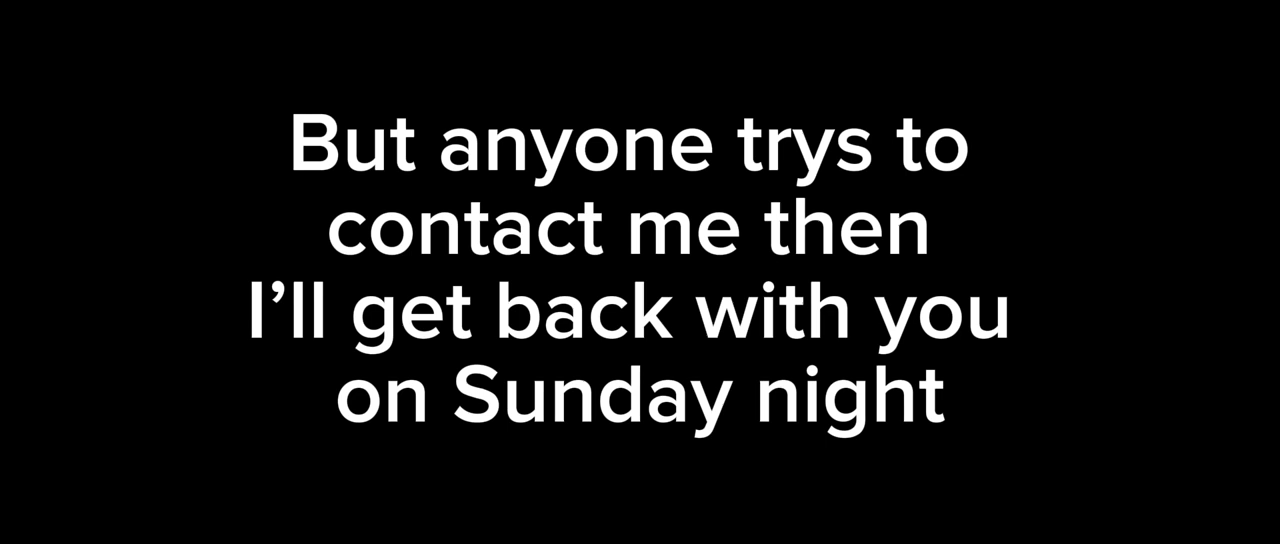 But anyone trys to
contact me then
I’ll get back with you
on Sunday night